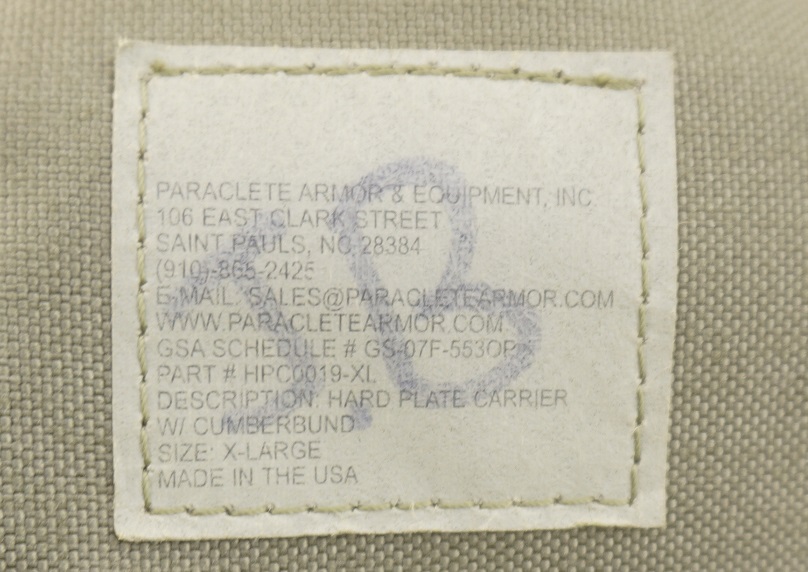 PARACLETE ARMOR & EQUIPMENT, INC.
106 EAST CLARK STREET
SAINT PAULS, NC 28384
(910)-865-2425
E-MAIL: SALES@PARACLETEARMOR.COM
WWW.PARACLETEARMOR.COM
GSA SCHEDULE # GS-07F-5530P
PART # HPC0019-XL
DESCRIPTION: HARD PLATE CARRIER
W/ CUMBERBUND
SIZE: X-LARGE
MADE IN THE USA